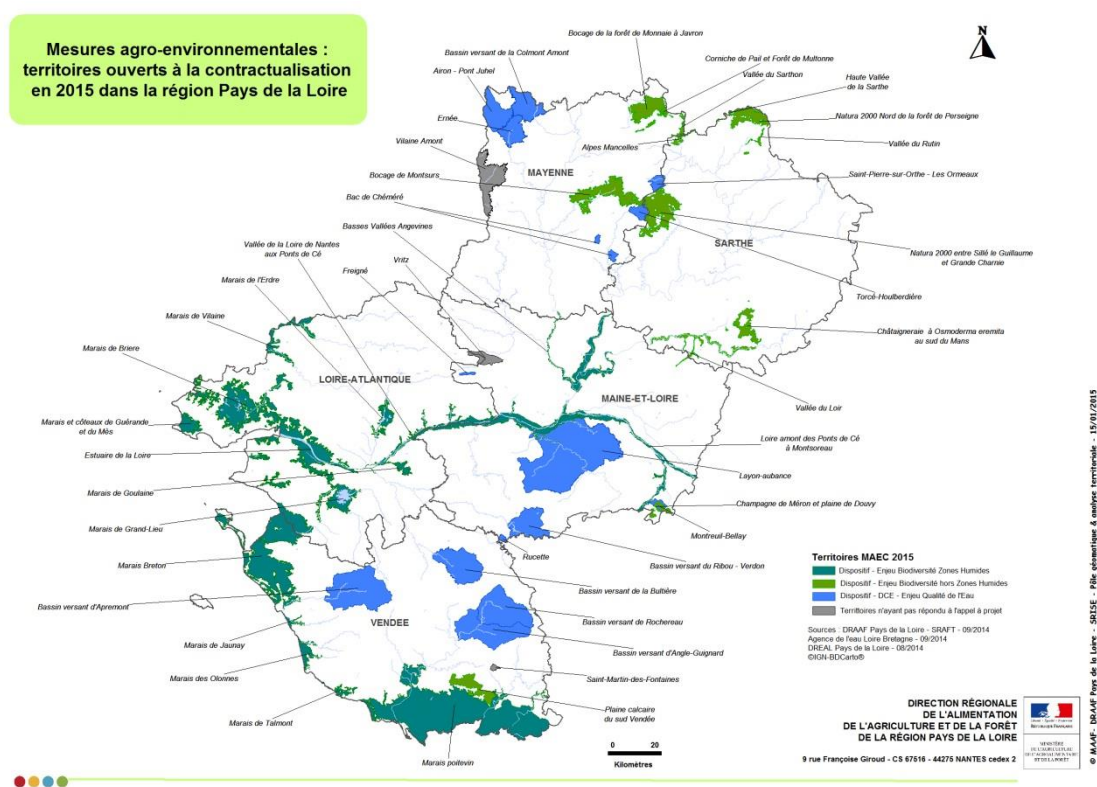 Mesures agro-environnementales :
territoires ouverts à la contractualisation
en 2015 dans la région Pays de la Loire
N
Bocage de la forêt de Monnaie à Javron
Bassin versant de la Colmont Amont
Corniche de Pail et Forêt de Multonne
Airon - Pont Juhel
Vallée du Sarthon
Haute Vallée
de la Sarthe
Ernée
Natura 2000 Nord de la forêt de Perseigne
Vilaine Amont
Alpes Mancelles
Vallée du Rutin
MAYENNE
Bocage de Montsurs
Saint-Pierre-sur-Orthe - Les Ormeaux
Bac de Chéméré
Basses Vallées Angevines
SARTHE
Vallée de la Loire de Nantes
aux Ponts de Cé
Natura 2000 entre Sillé le Guillaume
et Grande Charnie
Vritz
Freigné
Marais de l'Erdre
Torcé-Houlberdière
Marais de Vilaine
Châtaigneraie à Osmoderma eremita
au sud du Mans
Marais de Briere
LOIRE-ATLANTIQUE
MAINE-ET-LOIRE
Vallée du Loir
Marais et côteaux de Guérande
et du Mès
Loire amont des Ponts de Cé
à Montsoreau
Estuaire de la Loire
Layon-aubance
Marais de Goulaine
Champagne de Méron et plaine de Douvy
Marais de Grand-Lieu
Montreuil-Bellay
Rucette
Marais Breton
Bassin versant du Ribou - Verdon
Bassin versant de la Bultière
Bassin versant d'Apremont
Bassin versant de Rochereau
VENDEE
Marais de Jaunay
Bassin versant d'Angle-Guignard
Marais des Olonnes
Saint-Martin-des-Fontaines
Plaine calcaire
du sud Vendée
Marais de Talmont
Marais poitevin
0 20
Kilomètres
Territoires MAEC 2015
Dispositif - Enjeu Biodiversité Zones Humides
Dispositif - Enjeu Biodiversité hors Zones Humides
Dispositif - DCE - Enjeu Qualité de l'Eau
Territoires n'ayant pas répondu à l'appel à projet
Sources : DRAAF Pays de la Loire - SRAFT - 09/2014
Agence de l'eau Loire Bretagne - 09/2014
DREAL Pays de la Loire - 08/2014
©IGN-BDCarto®
DIRECTION RÉGIONALE
DE L'ALIMENTATION
DE L'AGRICULTURE ET DE LA FORÊT
DE LA RÉGION PAYS DE LA LOIRE
9 rue Françoise Giroud - CS 67516 - 44275 NANTES cedex 2
RÉPUBLIQUE FRANÇAISE
MINISTÈRE
DE L'AGRICULTURE
DE L'AGROALIMENTAIRE
ET DE LA FORÊT
© MAAF- DRAAF Pays de la Loire - SRISE - Pôle géomatique & analyse territoriale - 15/01/2015